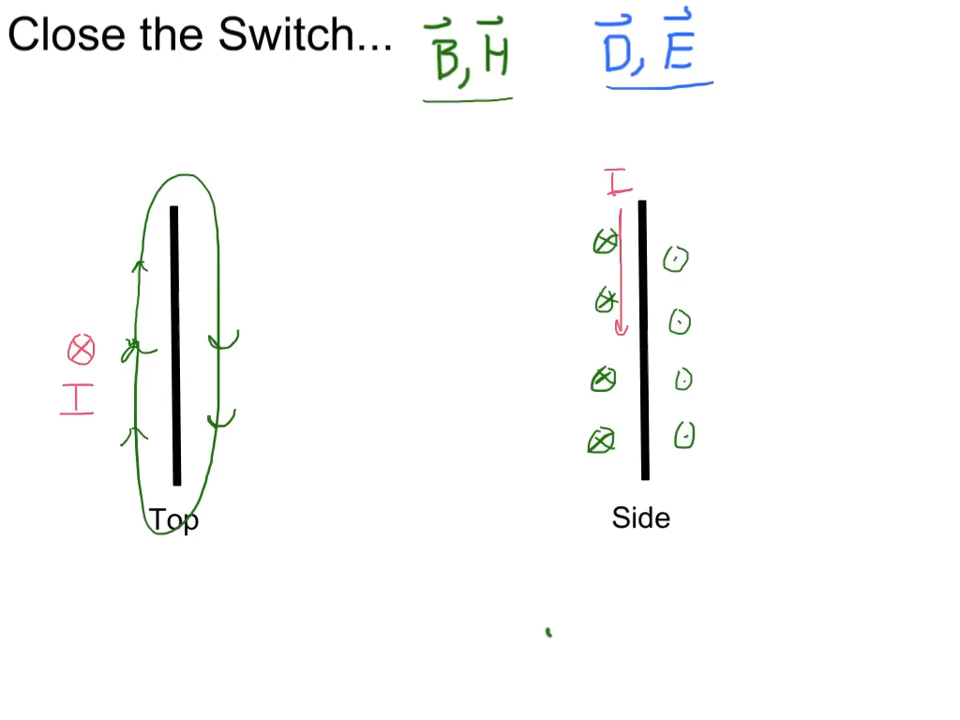 Close the Switch... B, H D, E
I
I
Top
Side